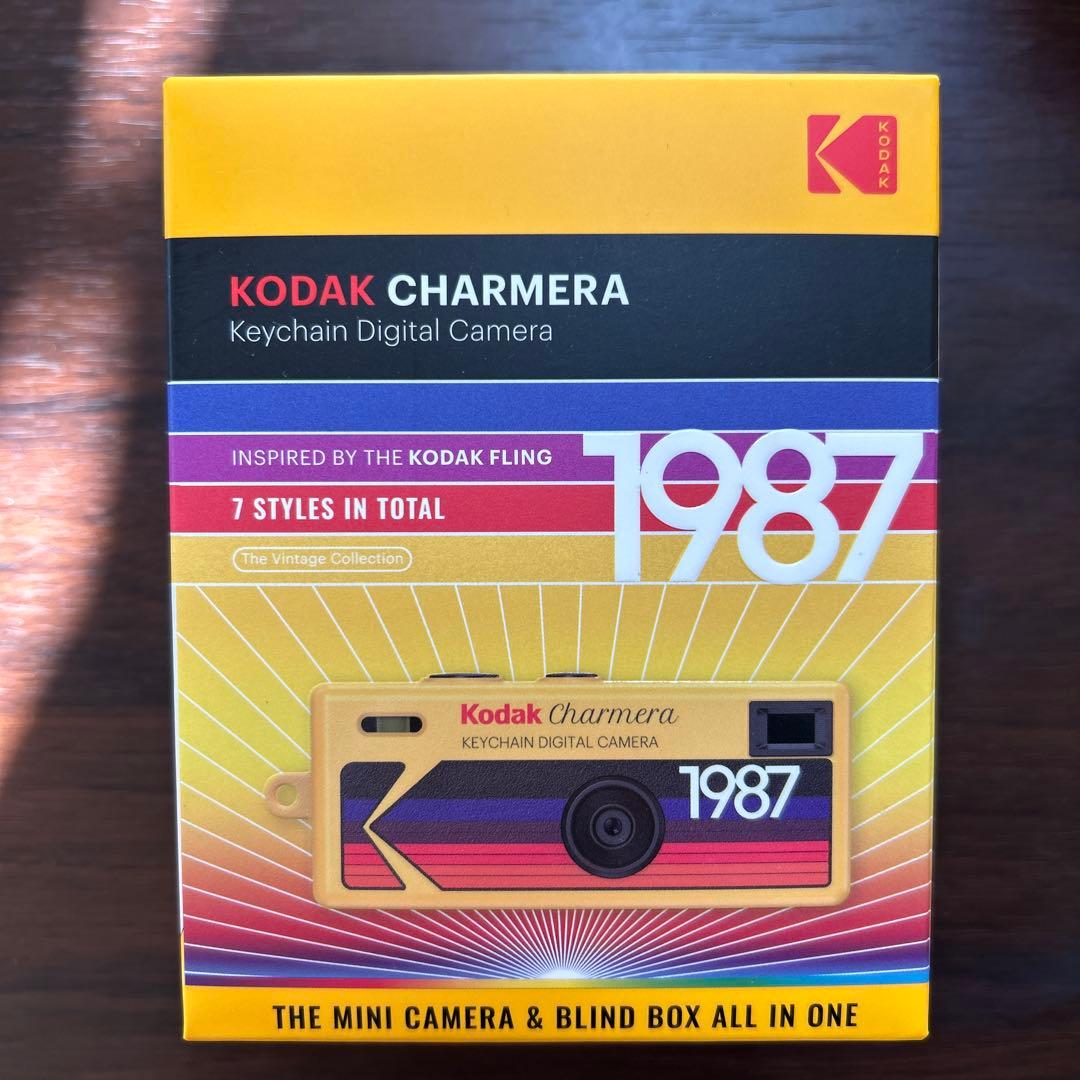 KODAK
KODAK CHARMERA
Keychain Digital Camera
INSPIRED BY THE KODAK FLING
1987
7 STYLES IN TOTAL
The Vintage Collection
Kodak Charmera
KEYCHAIN DIGITAL CAMERA
1987
THE MINI CAMERA & BLIND BOX ALL IN ONE